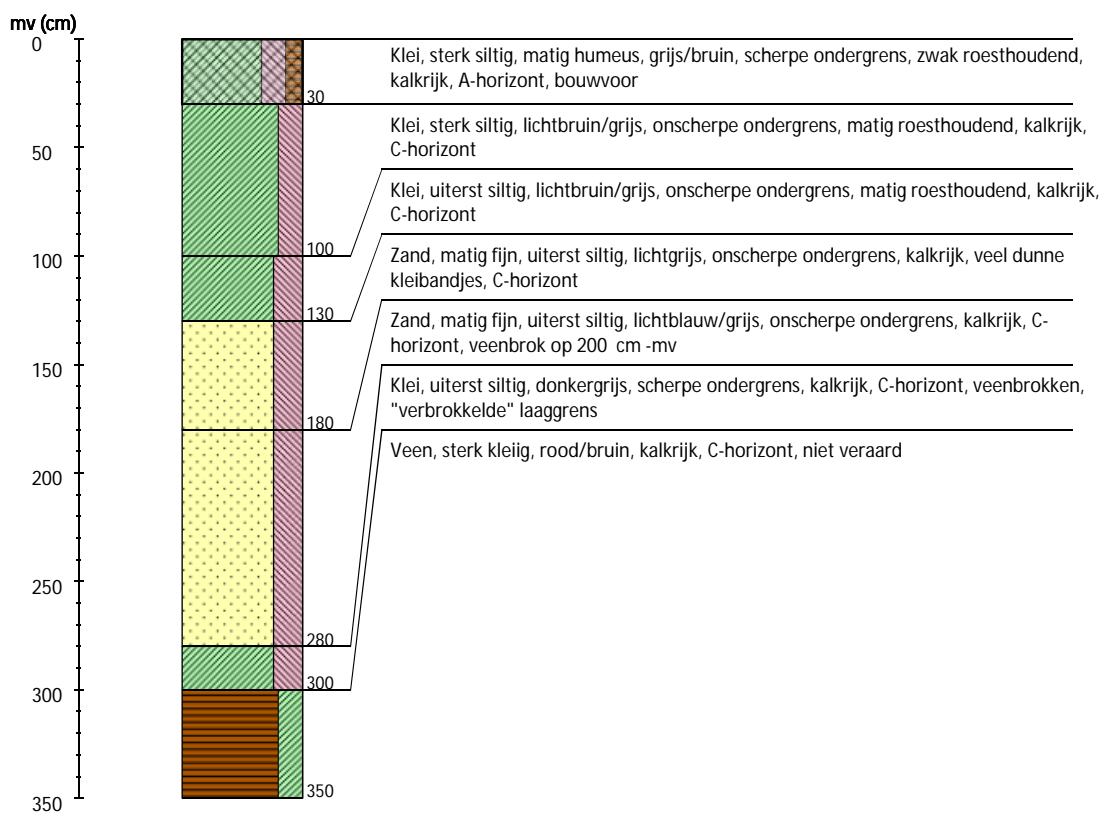 mv (cm)
0
Klei, sterk siltig, matig humeus, grijs/bruin, scherpe ondergrens, zwak roesthoudend,
kalkrijk, A-horizont, bouwvoor
30
Klei, sterk siltig, lichtbruin/grijs, onscherpe ondergrens, matig roesthoudend, kalkrijk,
C-horizont
50
Klei, uiterst siltig, lichtbruin/grijs, onscherpe ondergrens, matig roesthoudend, kalkrijk,
C-horizont
100
100
Zand, matig fijn, uiterst siltig, lichtgrijs, onscherpe ondergrens, kalkrijk, veel dunne
kleibandjes, C-horizont
130
Zand, matig fijn, uiterst siltig, lichtblauw/grijs, onscherpe ondergrens, kalkrijk, C-
horizont, veenbrok op 200 cm -mv
150
Klei, uiterst siltig, donkergrijs, scherpe ondergrens, kalkrijk, C-horizont, veenbrokken,
"verbrokkelde" laaggrens
180
Veen, sterk kleiig, rood/bruin, kalkrijk, C-horizont, niet veraard
200
250
280
300
300
350
350